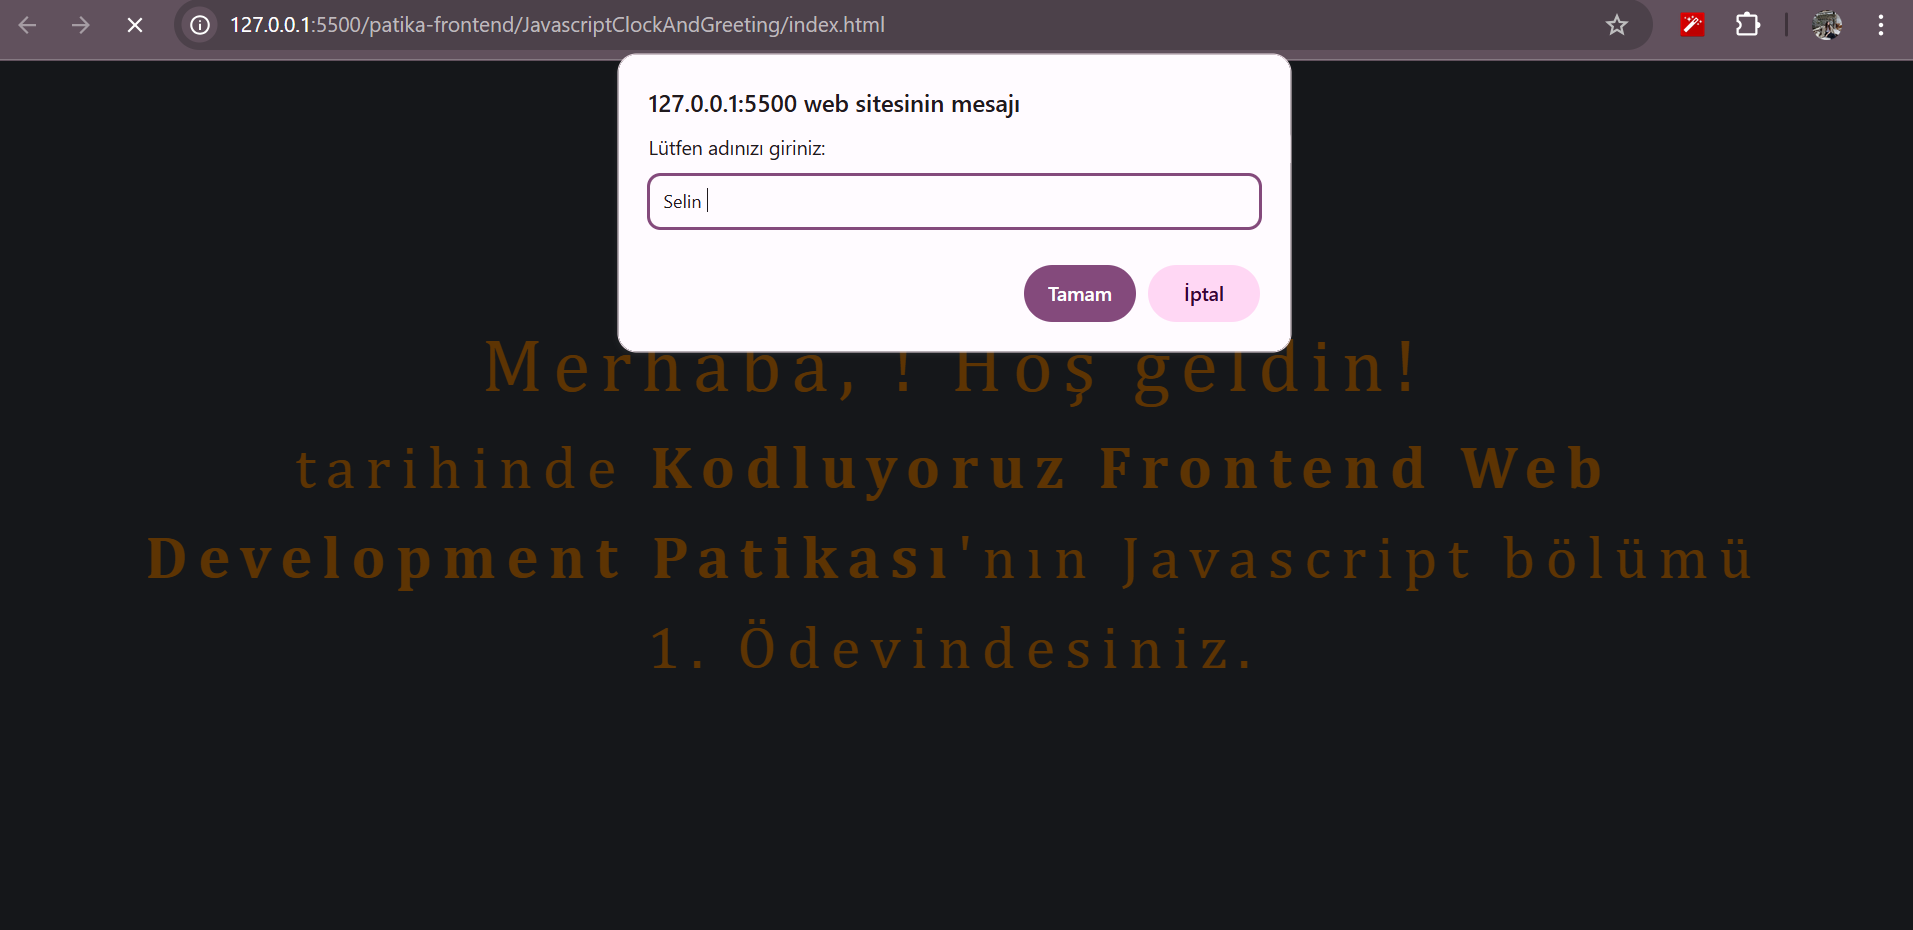 127.0.0.1:5500/patika-frontend/JavascriptClockAndGreeting/index.html
127.0.0.1:5500 web sitesinin mesajı
Lütfen adınızı giriniz:
Selin
Tamam İptal
Merhaba, ! Hoş geldin!
tarihinde Kodluyoruz Frontend Web
Development Patikası'nın Javascript bölümü
1. Ödevindesiniz.